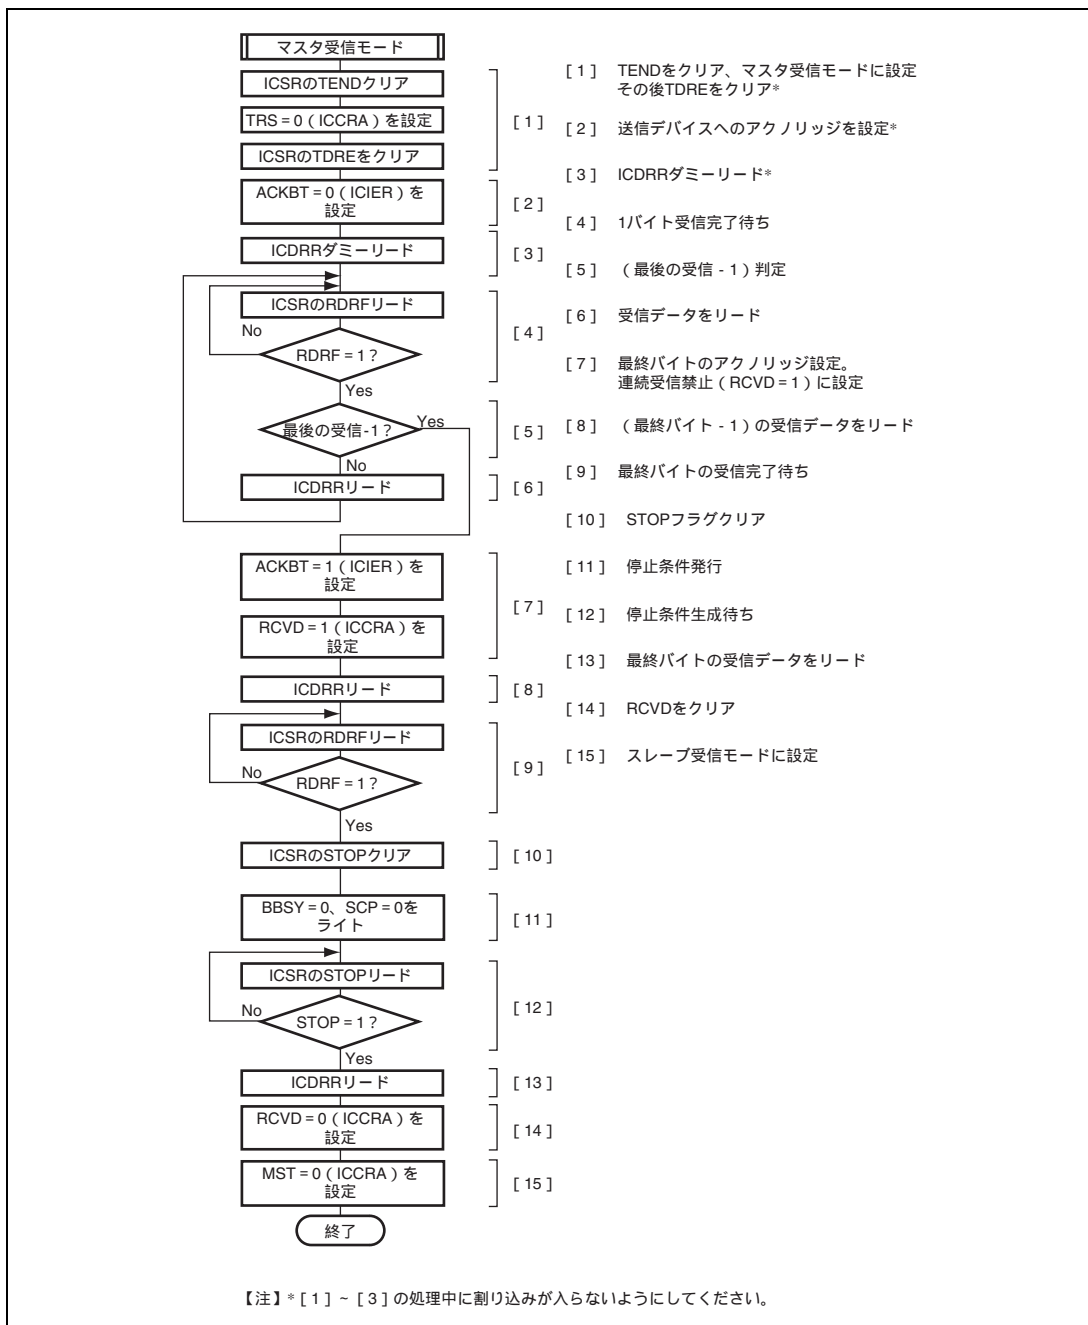 マスタ受信モード
ICSRのTENDクリア
TRS = 0 ( ICCRA ) を設定
ICSRのTDREをクリア
[ 1 ]
ACKBT = 0 ( ICIER ) を
設定
[ 2 ]
ICDRRダミーリード
[ 3 ]
ICSRのRDRFリード
No
RDRF = 1 ?
[ 4 ]
Yes
最後の受信-1 ?
Yes
[ 5 ]
No
ICDRRリード
[ 6 ]
ACKBT = 1 ( ICIER ) を
設定
RCVD = 1 ( ICCRA ) を
設定
[ 7 ]
ICDRRリード
[ 8 ]
ICSRのRDRFリード
No
RDRF = 1 ?
[ 9 ]
Yes
ICSRのSTOPクリア
[ 10 ]
BBSY = 0、SCP = 0を
ライト
[ 11 ]
ICSRのSTOPリード
No
STOP = 1 ?
[ 12 ]
Yes
ICDRRリード
[ 13 ]
RCVD = 0 ( ICCRA ) を
設定
[ 14 ]
MST = 0 ( ICCRA ) を
設定
[ 15 ]
終了
[ 1 ] TENDをクリア、マスタ受信モードに設定
その後TDREをクリア*
[ 2 ] 送信デバイスへのアクノリッジを設定*
[ 3 ] ICDRRダミーリード*
[ 4 ] 1バイト受信完了待ち
[ 5 ] ( 最後の受信 - 1 ) 判定
[ 6 ] 受信データをリード
[ 7 ] 最終バイトのアクノリッジ設定。
連続受信禁止 ( RCVD = 1 ) に設定
[ 8 ] ( 最終バイト - 1 ) の受信データをリード
[ 9 ] 最終バイトの受信完了待ち
[ 10 ] STOPフラグクリア
[ 11 ] 停止条件発行
[ 12 ] 停止条件生成待ち
[ 13 ] 最終バイトの受信データをリード
[ 14 ] RCVDをクリア
[ 15 ] スレーブ受信モードに設定
【注】* [ 1 ] ~ [ 3 ] の処理中に割り込みが入らないようにしてください。